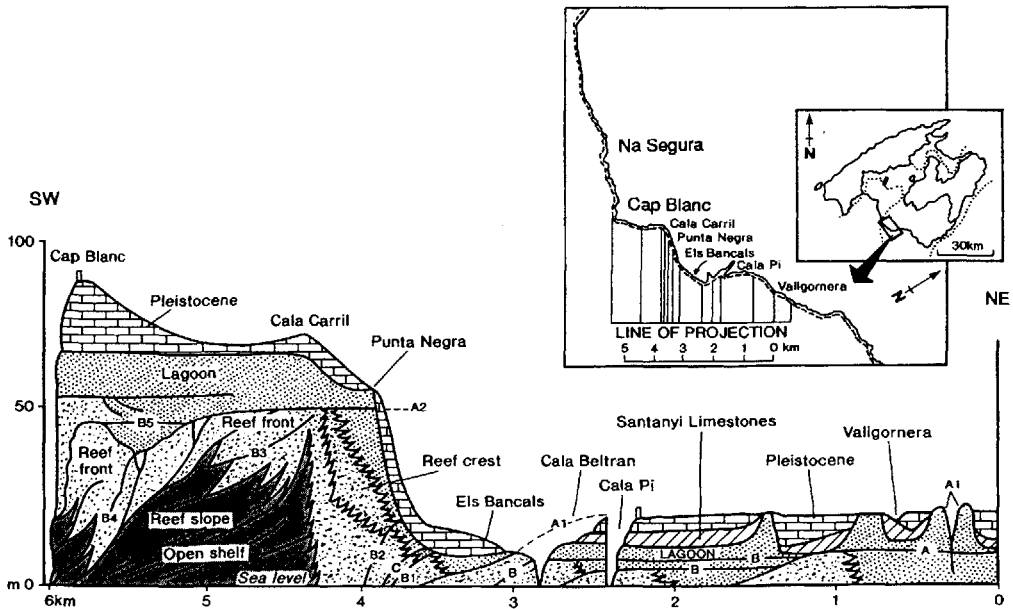 Na Segura
Cap Blanc
Cala Carril
Punta Negra
Els Bancals
Cala Pi
Vallgornera
LINE OF PROJECTION
5 4 3 2 1 0 km
N
30km
N
SW
NE
100
50
m 0
Cap Blanc
Pleistocene
Cala Carril
Punta Negra
Lagoon
A2
B5
Reef front
B3
Reef
front
B4
Reef slope
Open shelf
Sea level
Reef crest
Els Bancals
B2
C
B1
B
Cala Beltran
Cala Pi
A1
Santanyi Limestones
Pleistocene
Valigornera
A1
LAGOON
B
B
A
6km 5 4 3 2 1 0